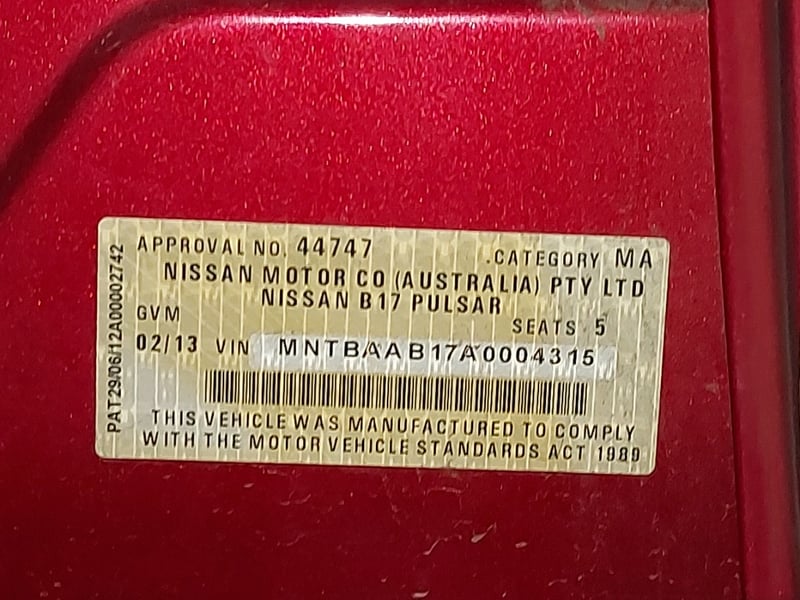 APPROVAL NO. 44747 CATEGORY MA
NISSAN MOTOR CO (AUSTRALIA) PTY LTD
NISSAN B17 PULSAR
GVM SEATS 5
02/13 VIN MNTBAAB17A0004315
THIS VEHICLE WAS MANUFACTURED TO COMPLY
WITH THE MOTOR VEHICLE STANDARDS ACT 1989
PAT29/06/12A00002742